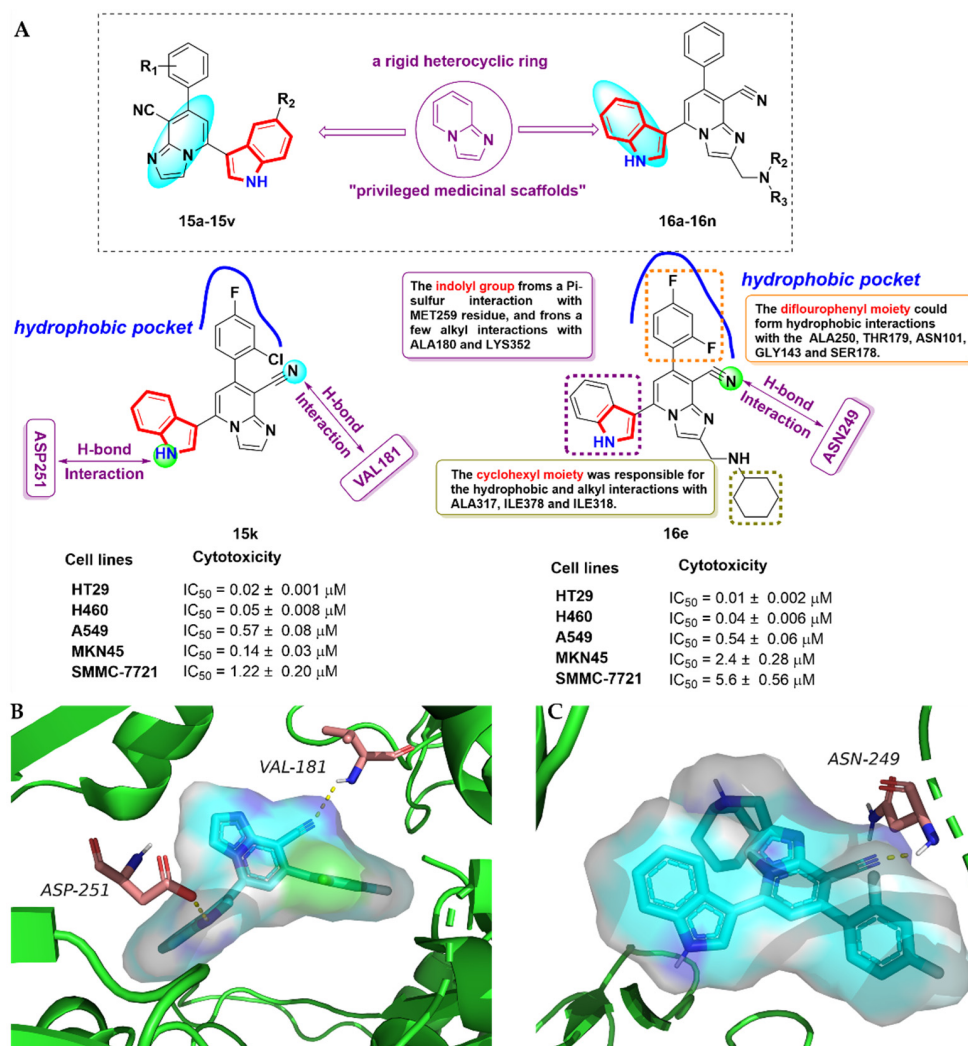 A
a rigid heterocyclic ring
"privileged medicinal scaffolds"
R1
NC
N
N
R2
NH
15a-15v
N
N
N
HN
N
R2
N
R3
16a-16n
hydrophobic pocket
F
Cl
N
N
N
HN
ASP251
H-bond
Interaction
H-bond
Interaction
VAL181
15k
The indolyl group froms a Pi-
sulfur interaction with
MET259 residue, and frons a
few alkyl interactions with
ALA180 and LYS352
hydrophobic pocket
The diflourophenyl moiety could
form hydrophobic interactions
with the ALA250, THR179, ASN101,
GLY143 and SER178.
F
F
N
N
N
HN
NH
H-bond
Interaction
ASN249
The cyclohexyl moiety was responsible for
the hydrophobic and alkyl interactions with
ALA317, ILE378 and ILE318.
16e
Cell lines Cytotoxicity
HT29 IC50 = 0.02 ± 0.001 μM
H460 IC50 = 0.05 ± 0.008 μM
A549 IC50 = 0.57 ± 0.08 μM
MKN45 IC50 = 0.14 ± 0.03 μM
SMMC-7721 IC50 = 1.22 ± 0.20 μM
Cell lines Cytotoxicity
HT29 IC50 = 0.01 ± 0.002 μM
H460 IC50 = 0.04 ± 0.006 μM
A549 IC50 = 0.54 ± 0.06 μM
MKN45 IC50 = 2.4 ± 0.28 μM
SMMC-7721 IC50 = 5.6 ± 0.56 μM
B
VAL-181
ASP-251
C
ASN-249